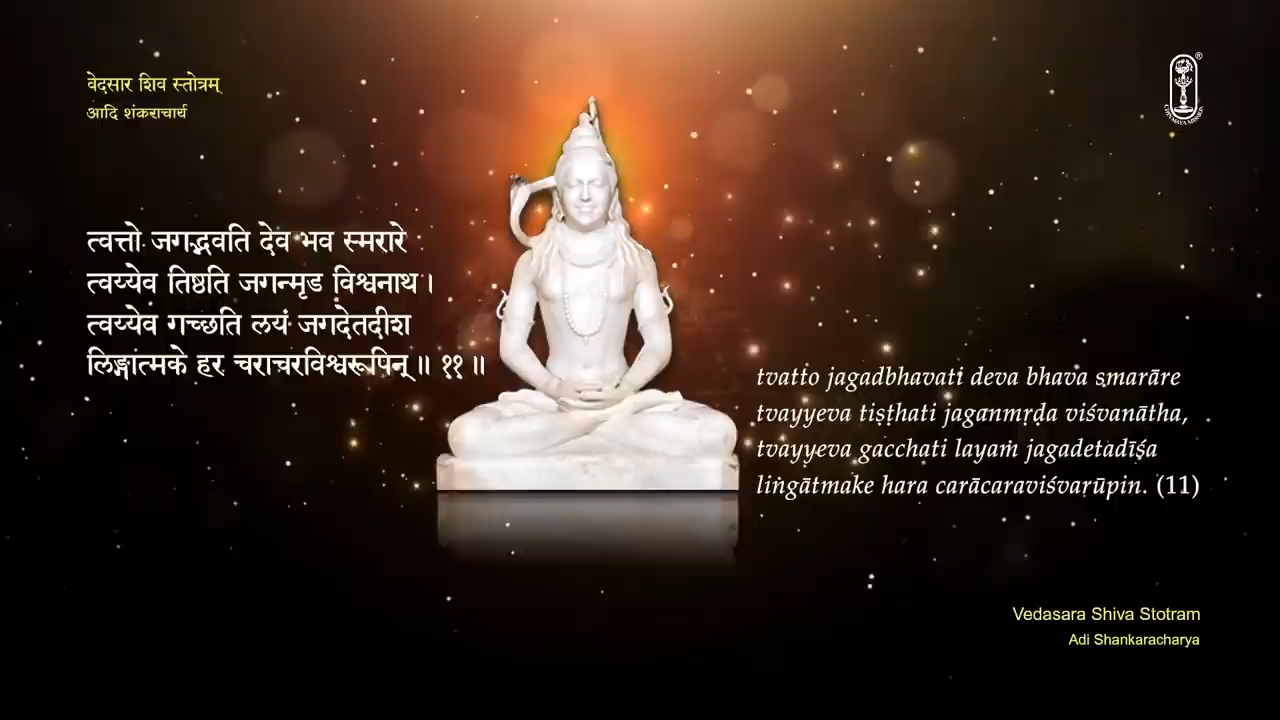 वेदसार शिव स्तोत्रम्
आदि शंकराचार्य
त्वत्तो जगद्भवति देव भव स्मरारे
त्वय्येव तिष्ठति जगन्मृड विश्वनाथ।
त्वय्येव गच्छति लयं जगदेतदीश
लिङ्गात्मके हर चराचरविश्वरूपिन्॥ ११॥
tvatto jagadbhavati deva bhava smarāre
tvayyeva tiṣṭhati jaganmṛḍa viśvanātha,
tvayyeva gacchati layaṁ jagadetadīśa
liṅgātmake hara carācaraviśvarūpin. (11)
Vedasara Shiva Stotram
Adi Shankaracharya
®
CHINMAYA MISSION